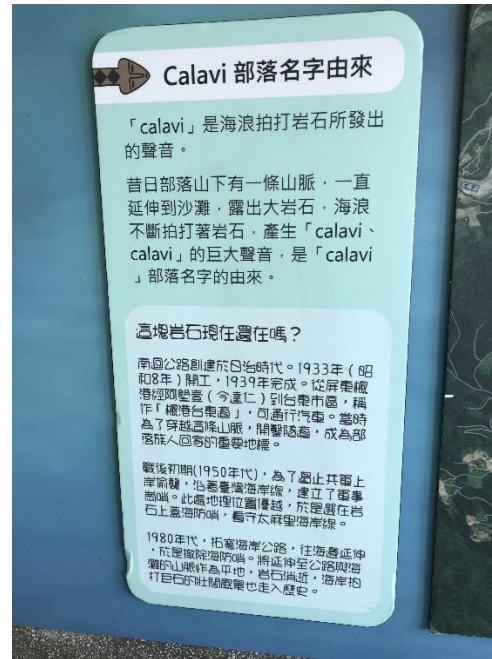 Calavi 部落名字由來
「calavi」是海浪拍打岩石所發出
的聲音。
昔日部落山下有一條山脈,一直
延伸到沙灘,露出大岩石,海浪
不斷拍打著岩石,產生「calavi、
calavi」的巨大聲音,是「calavi
」部落名字的由來。
這塊岩石現在還在嗎?
南迴公路創建於日治時代。1933年(昭
和8年)開工,1939年完成。從屏東楓
港經阿塱壹(今達仁)到台東市區,稱
作「楓港台東道」,可通行汽車。當時
為了穿越這條山脈,開鑿隧道,成為部
落族人回家的重要地標。
戰後初期(1950年代),為了遏止共軍上
岸偷襲,沿著臺灣海岸線,建立了軍事
崗哨。此處地理位置優越,於是選在岩
石上蓋海防哨,看守太麻里海岸線。
1980年代,拓寬海岸公路,往海邊延伸
,於是撤除海防哨。將延伸至公路與海
灘的山脈炸為平地,岩石消逝,海岸拍
打巨石的壯闊風景也走入歷史。